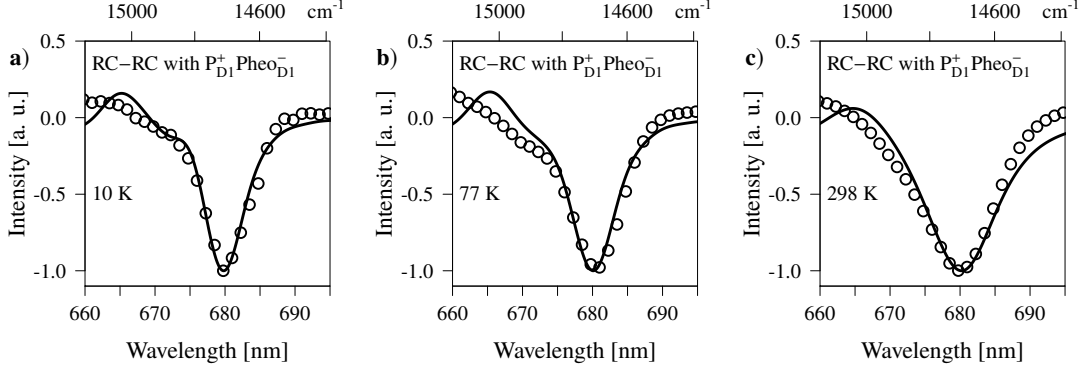 15000 14600 cm⁻¹ 15000 14600 cm⁻¹ 15000 14600 cm⁻¹
a) b) c)
0.5 0.5 0.5
RC−RC with P⁺D1Pheo⁻D1 RC−RC with P⁺D1Pheo⁻D1 RC−RC with P⁺D1Pheo⁻D1
0.0 0.0 0.0
Intensity [a. u.] Intensity [a. u.] Intensity [a. u.]
-0.5 10 K -0.5 77 K -0.5 298 K
-1.0 -1.0 -1.0
660 670 680 690 660 670 680 690 660 670 680 690
Wavelength [nm] Wavelength [nm] Wavelength [nm]